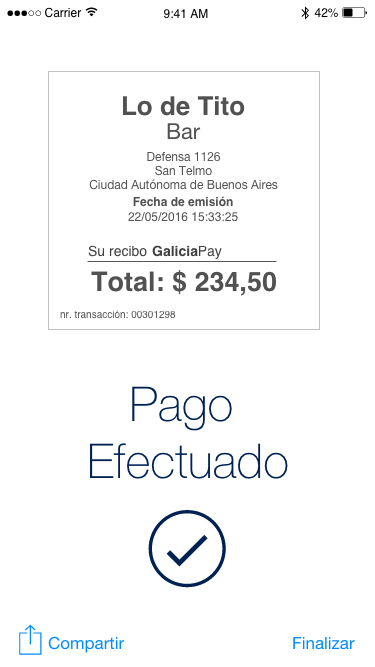 Carrier 9:41 AM 42%
Lo de Tito
Bar
Defensa 1126
San Telmo
Ciudad Autónoma de Buenos Aires
Fecha de emisión
22/05/2016 15:33:25
Su recibo GaliciaPay
Total: $ 234,50
nr. transacción: 00301298
Pago
Efectuado
Compartir Finalizar